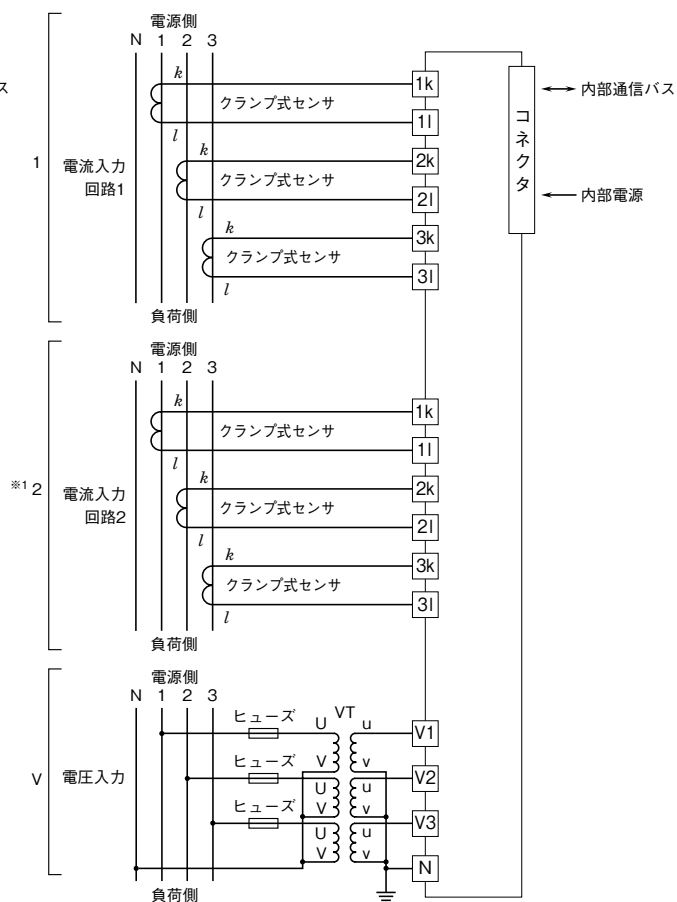 電源側
N 1 2 3
ス
k
クランプ式センサ
l
1k
1l
k
クランプ式センサ
l
2k
2l
k
クランプ式センサ
l
3k
3l
1
電流入力
回路1
負荷側
コネクタ
内部通信バス
内部電源
電源側
N 1 2 3
k
クランプ式センサ
l
1k
1l
k
クランプ式センサ
l
2k
2l
k
クランプ式センサ
l
3k
3l
※1 2
電流入力
回路2
負荷側
電源側
N 1 2 3
ヒューズ
U VT u
V1
V v
ヒューズ
U u
V2
V v
ヒューズ
U u
V3
V v
N
V
電圧入力
負荷側